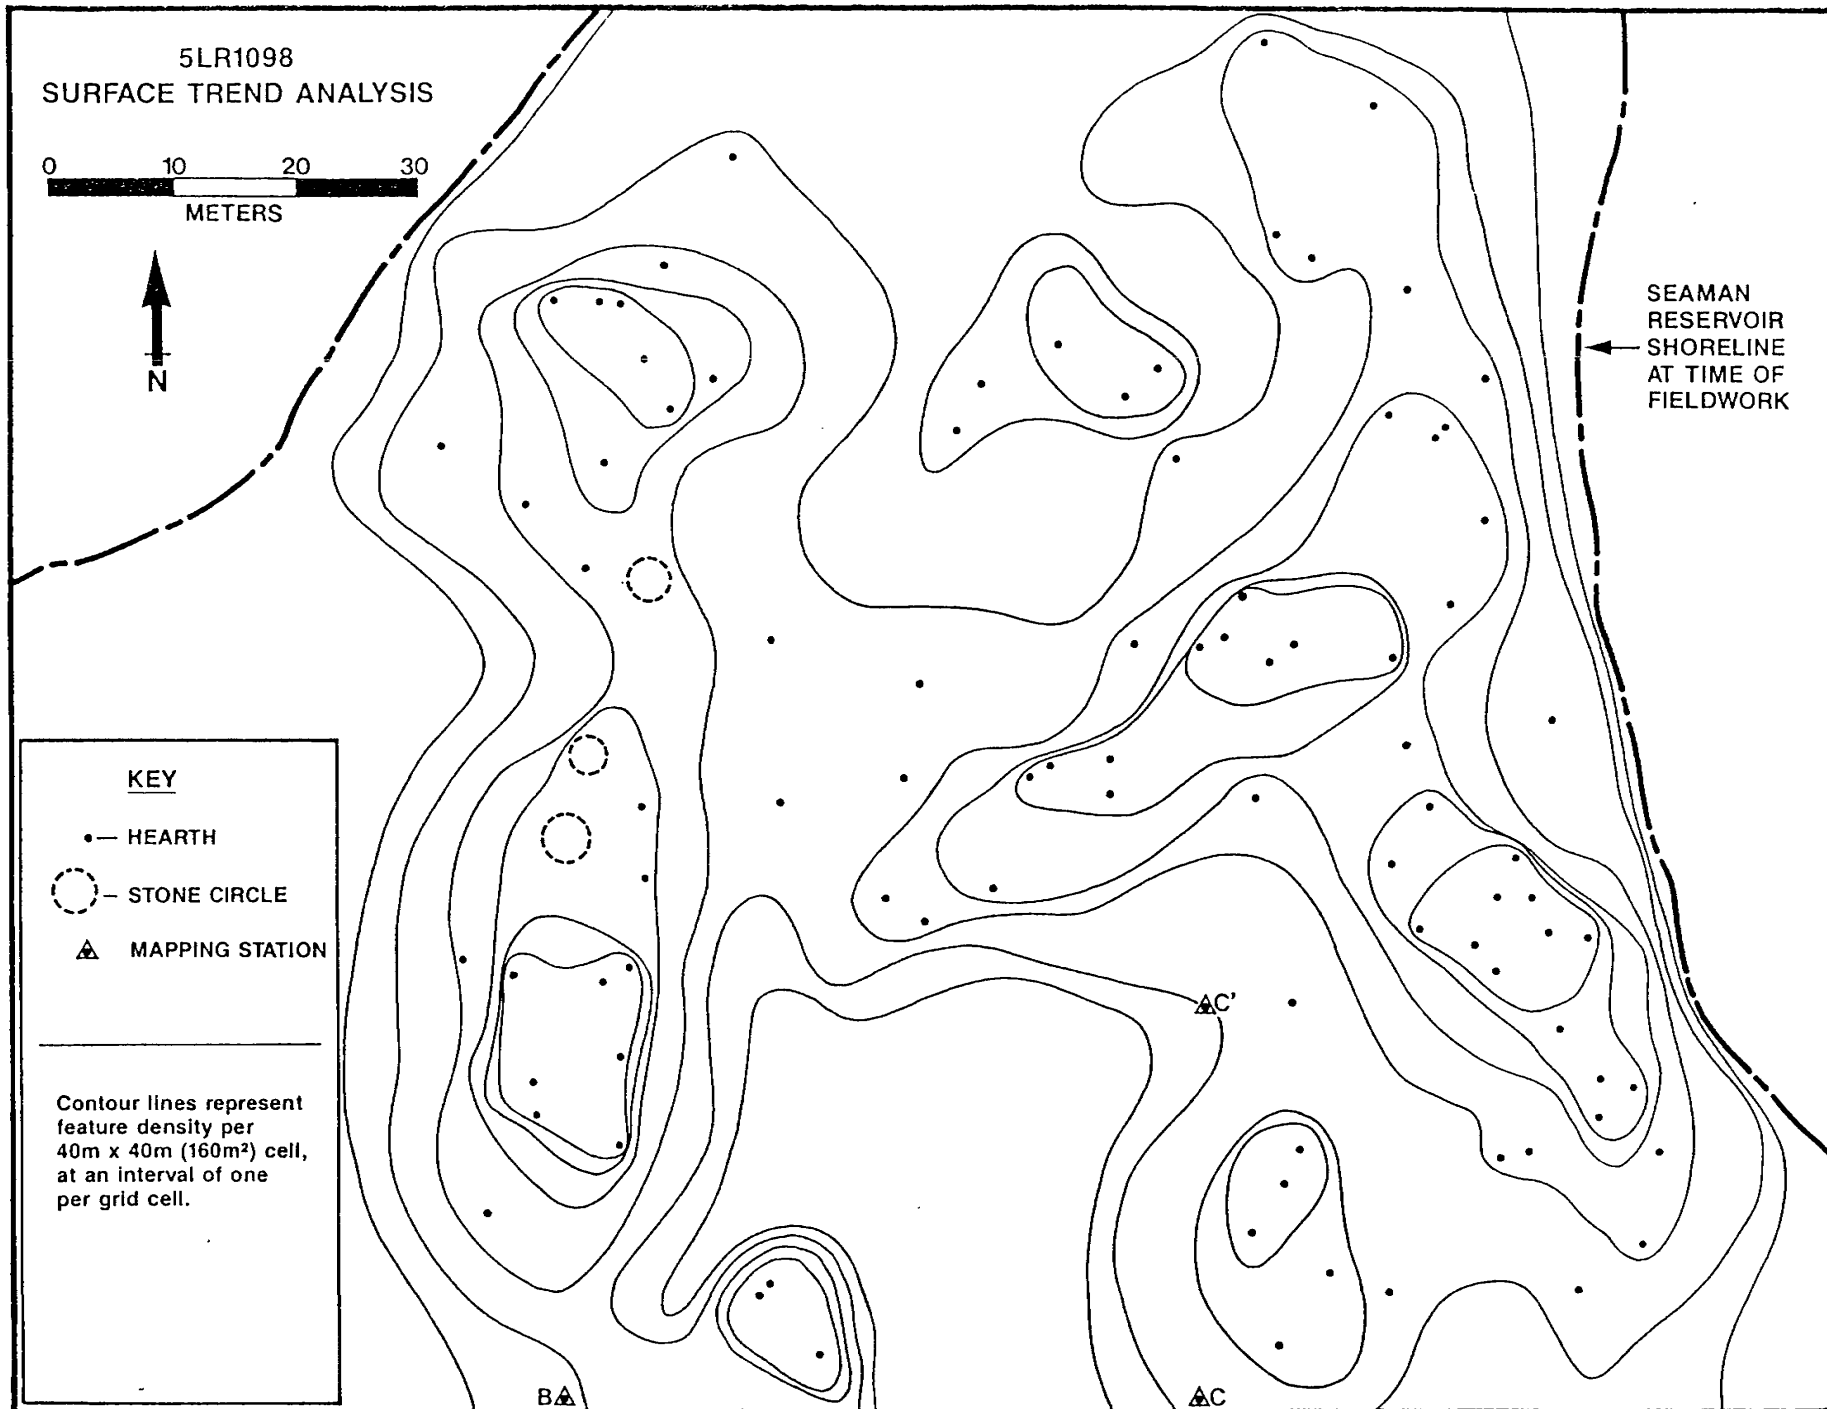 5LR1098
SURFACE TREND ANALYSIS
0 10 20 30
METERS
N
SEAMAN
RESERVOIR
SHORELINE
AT TIME OF
FIELDWORK
KEY
— HEARTH
— STONE CIRCLE
MAPPING STATION
Contour lines represent
feature density per
40m x 40m (160m²) cell,
at an interval of one
per grid cell.
C'
B
C